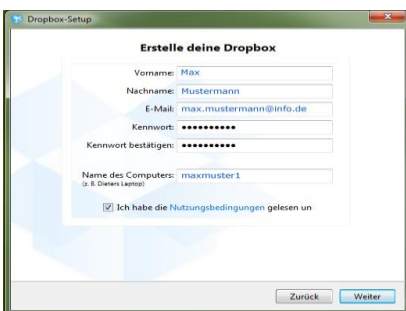 Dropbox-Setup
Erstelle deine Dropbox
Vorname: Max
Nachname: Mustermann
E-Mail: max.mustermann@info.de
Kennwort: ••••••••••
Kennwort bestätigen: ••••••••••
Name des Computers: maxmuster1
(z. B. Dieters Laptop)
Ich habe die Nutzungsbedingungen gelesen un
Zurück Weiter